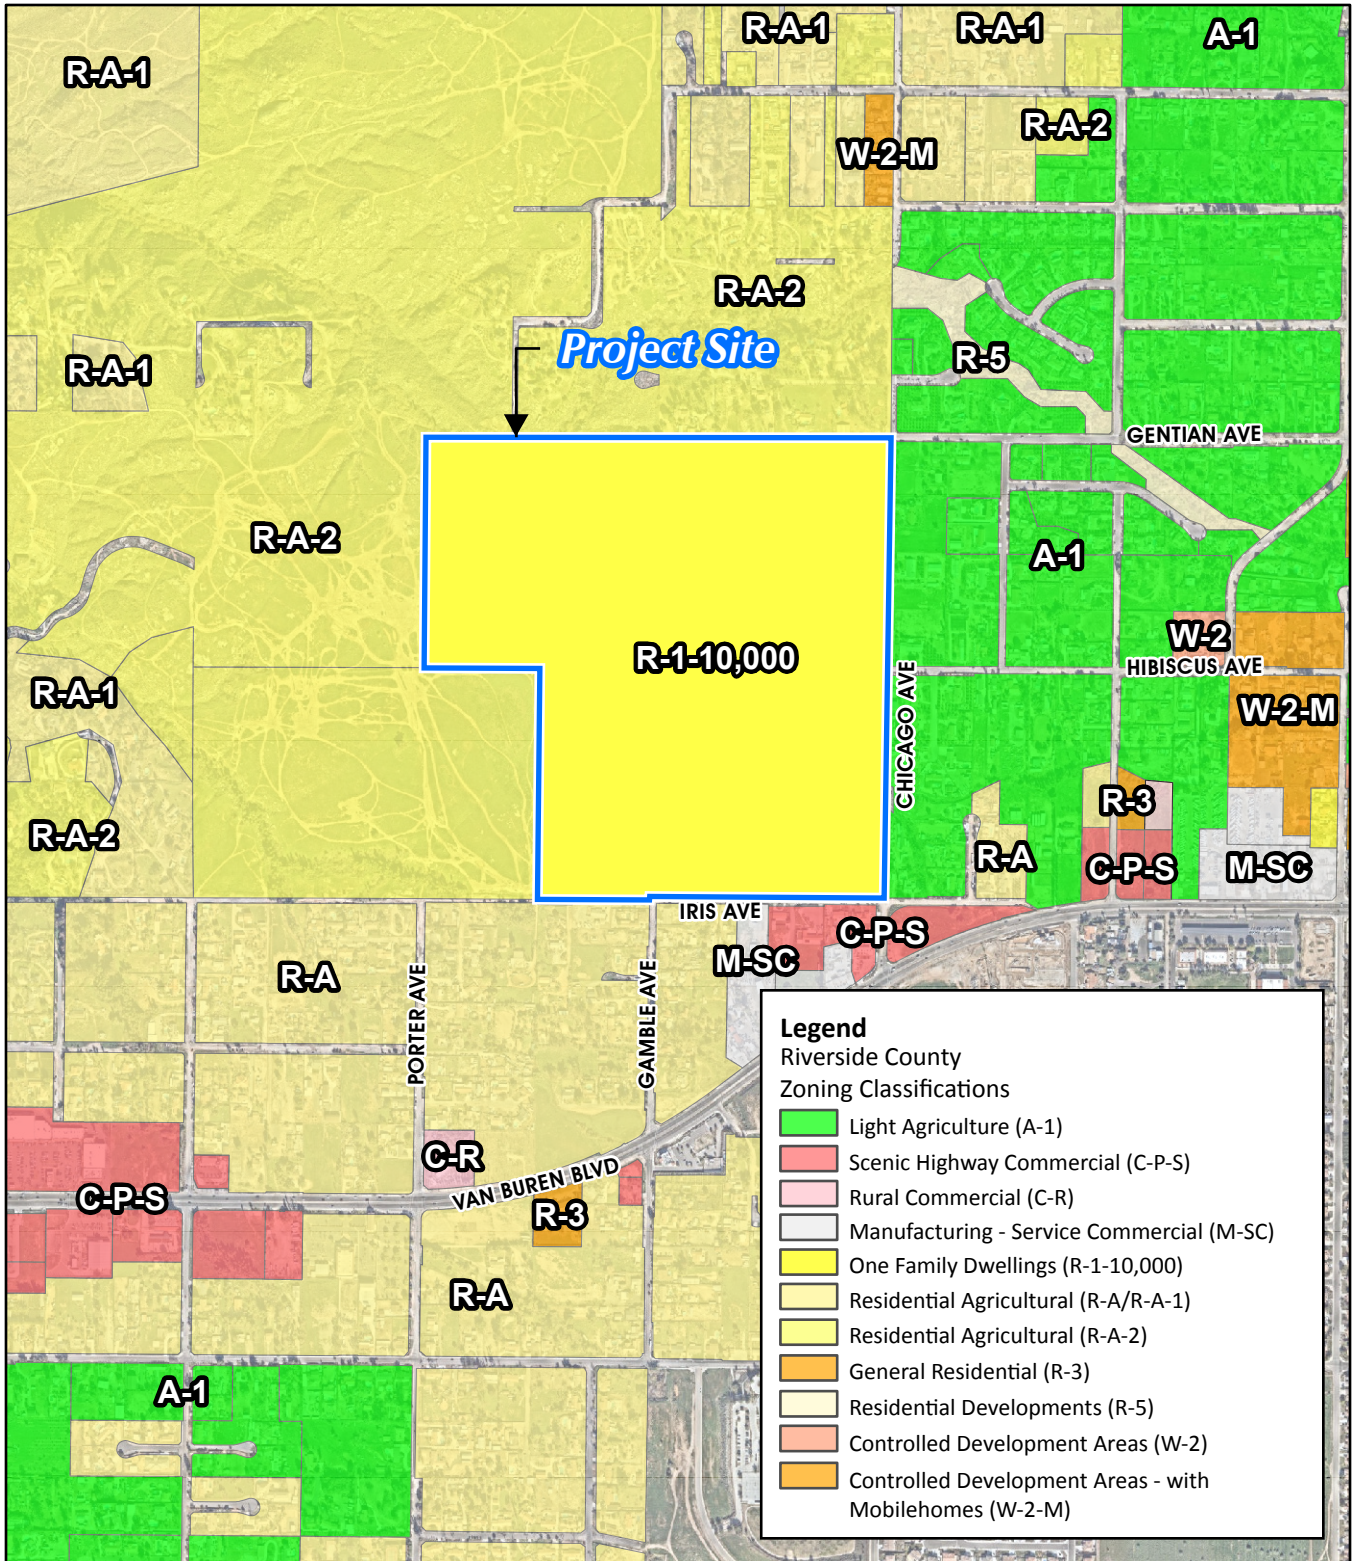 R-A-1
R-A-1
A-1
R-A-1
R-A-2
W-2-M
R-A-2
Project Site
R-5
R-A-1
GENTIAN AVE
R-A-2
A-1
W-2
R-1-10,000
HIBISCUS AVE
R-A-1
CHICAGO AVE
W-2-M
R-3
R-A-2
R-A
C-P-S
M-SC
IRIS AVE
C-P-S
M-SC
R-A
PORTER AVE
GAMBLE AVE
C-R
VAN BUREN BLVD
C-P-S
R-3
R-A
A-1
Legend
Riverside County
Zoning Classifications
Light Agriculture (A-1)
Scenic Highway Commercial (C-P-S)
Rural Commercial (C-R)
Manufacturing - Service Commercial (M-SC)
One Family Dwellings (R-1-10,000)
Residential Agricultural (R-A/R-A-1)
Residential Agricultural (R-A-2)
General Residential (R-3)
Residential Developments (R-5)
Controlled Development Areas (W-2)
Controlled Development Areas - with
Mobilehomes (W-2-M)